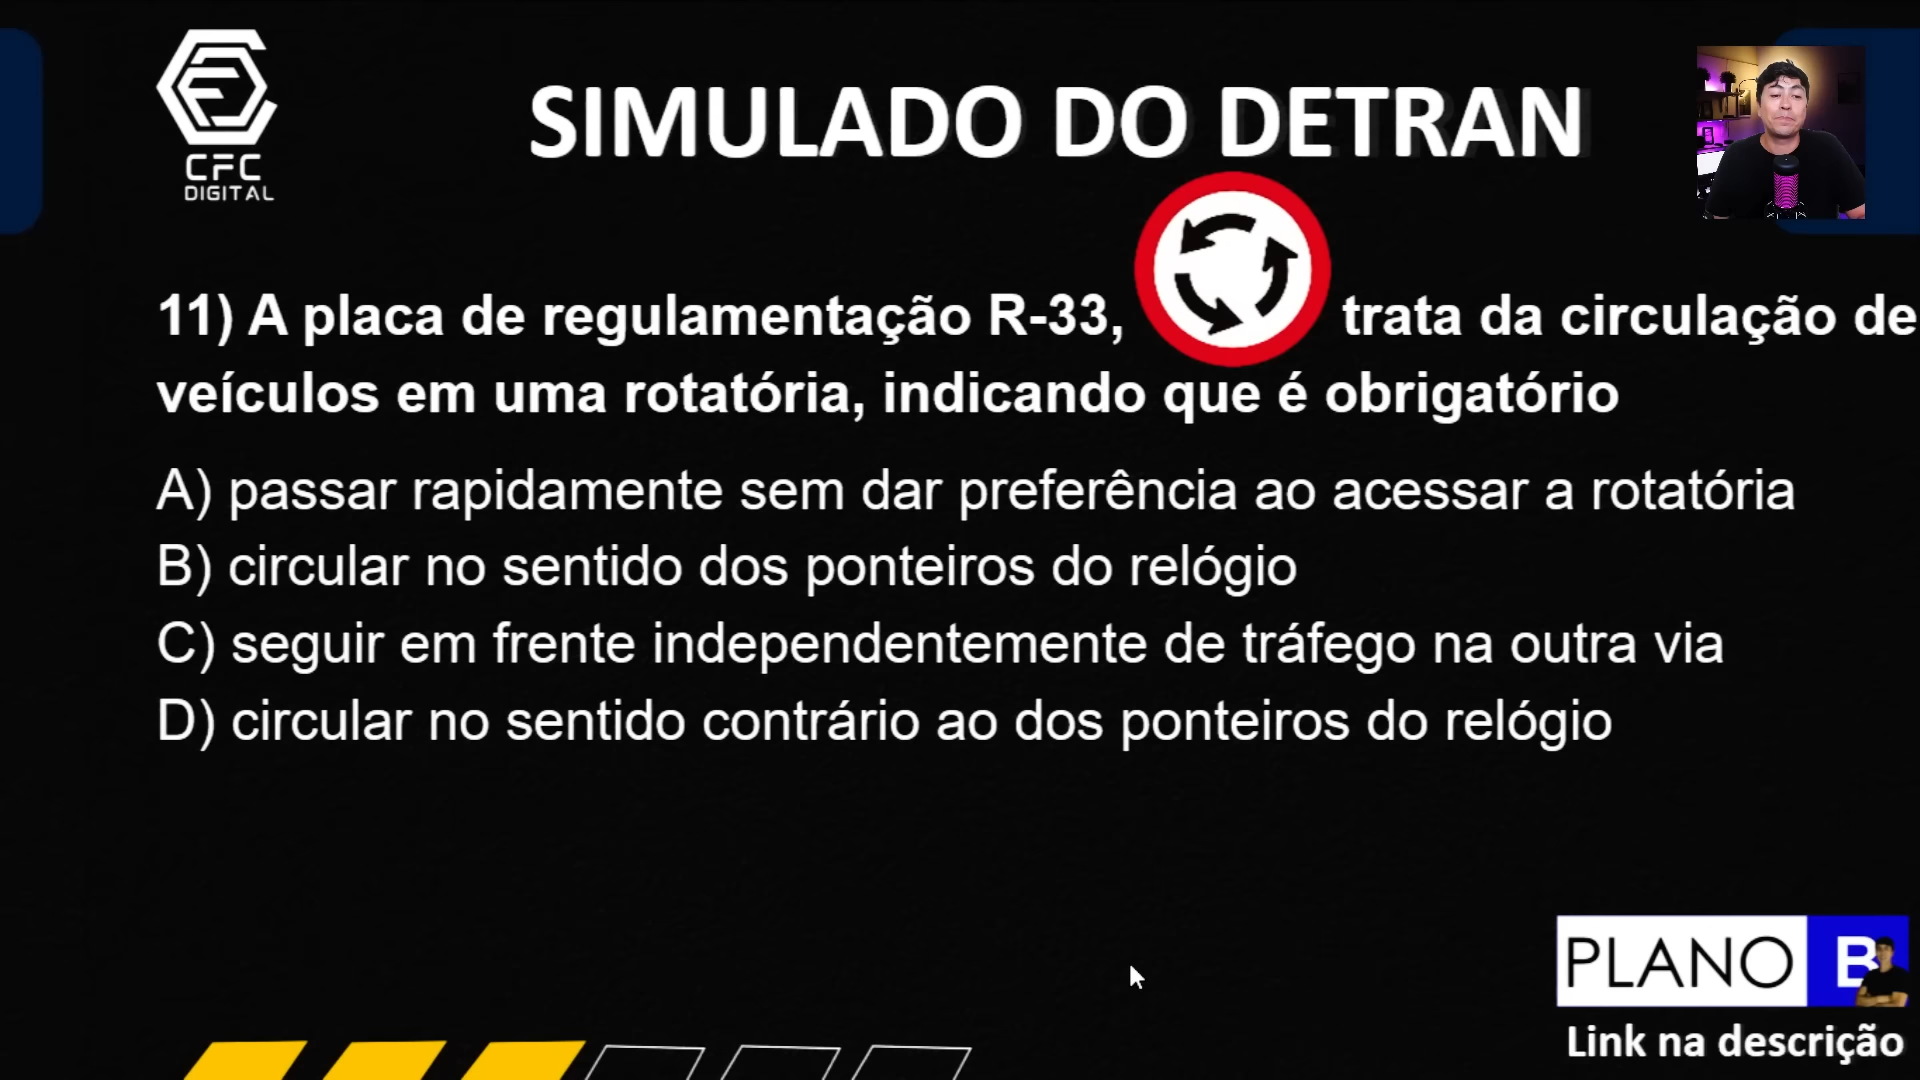 CFC
DIGITAL
SIMULADO DO DETRAN
11) A placa de regulamentação R-33, trata da circulação de
veículos em uma rotatória, indicando que é obrigatório
A) passar rapidamente sem dar preferência ao acessar a rotatória
B) circular no sentido dos ponteiros do relógio
C) seguir em frente independentemente de tráfego na outra via
D) circular no sentido contrário ao dos ponteiros do relógio
PLANO B
Link na descrição